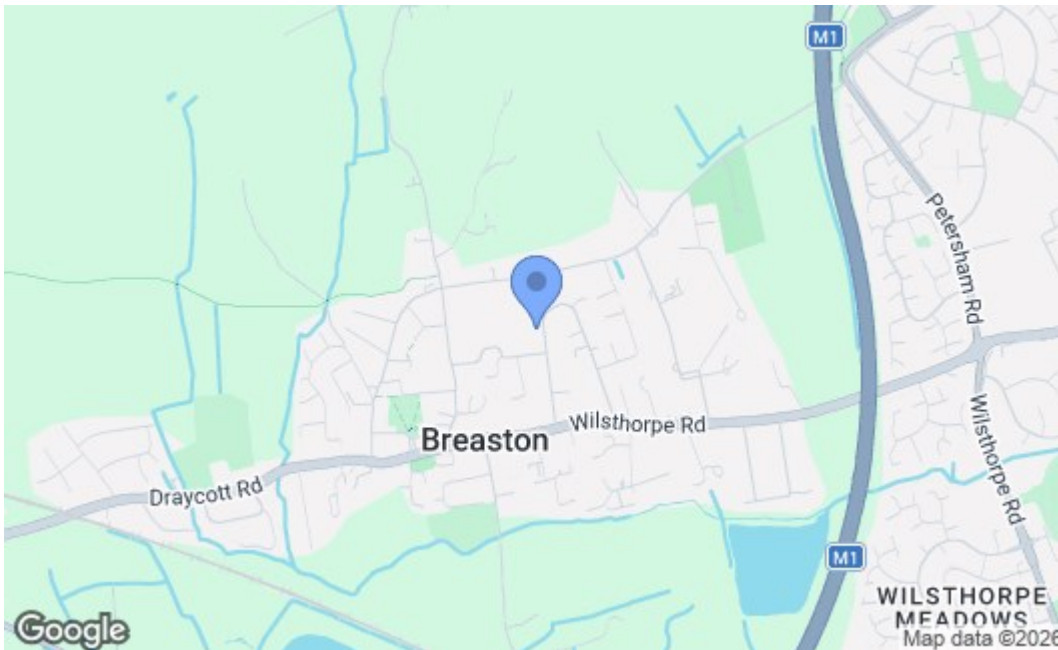 M1
Petersham Rd
Wilsthorpe Rd
Breaston
Wilsthorpe Rd
Draycott Rd
M1
WILSTHORPE
MEADOWS
Google
Map data ©2026